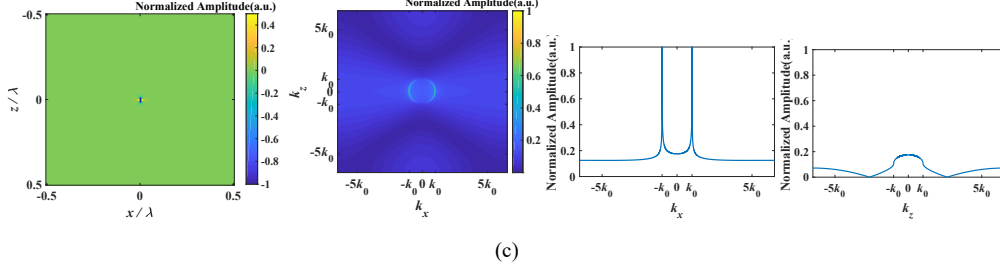 Normalized Amplitude(a.u.)
-0.5
0
0.5
z / λ
-0.5
0
0.5
x / λ
0.4
0.2
0
-0.2
-0.4
-0.6
-0.8
-1
Normalized Amplitude(a.u.)
5k0
k0
0
-k0
-5k0
kz
-5k0
-k0 0 k0
5k0
kx
1
0.8
0.6
0.4
0.2
Normalized Amplitude(a.u.)
1
0.8
0.6
0.4
0.2
0
-5k0
-k0 0 k0
5k0
kx
Normalized Amplitude(a.u.)
1
0.8
0.6
0.4
0.2
0
-5k0
-k0 0 k0
5k0
kz
(c)